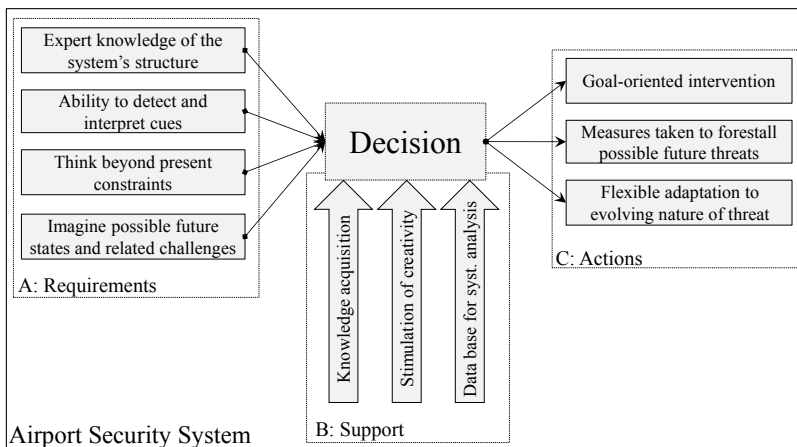 Expert knowledge of the
system's structure
Ability to detect and
interpret cues
Think beyond present
constraints
Imagine possible future
states and related challenges
A: Requirements
Decision
Knowledge acquisition
Stimulation of creativity
Data base for syst. analysis
B: Support
Goal-oriented intervention
Measures taken to forestall
possible future threats
Flexible adaptation to
evolving nature of threat
C: Actions
Airport Security System